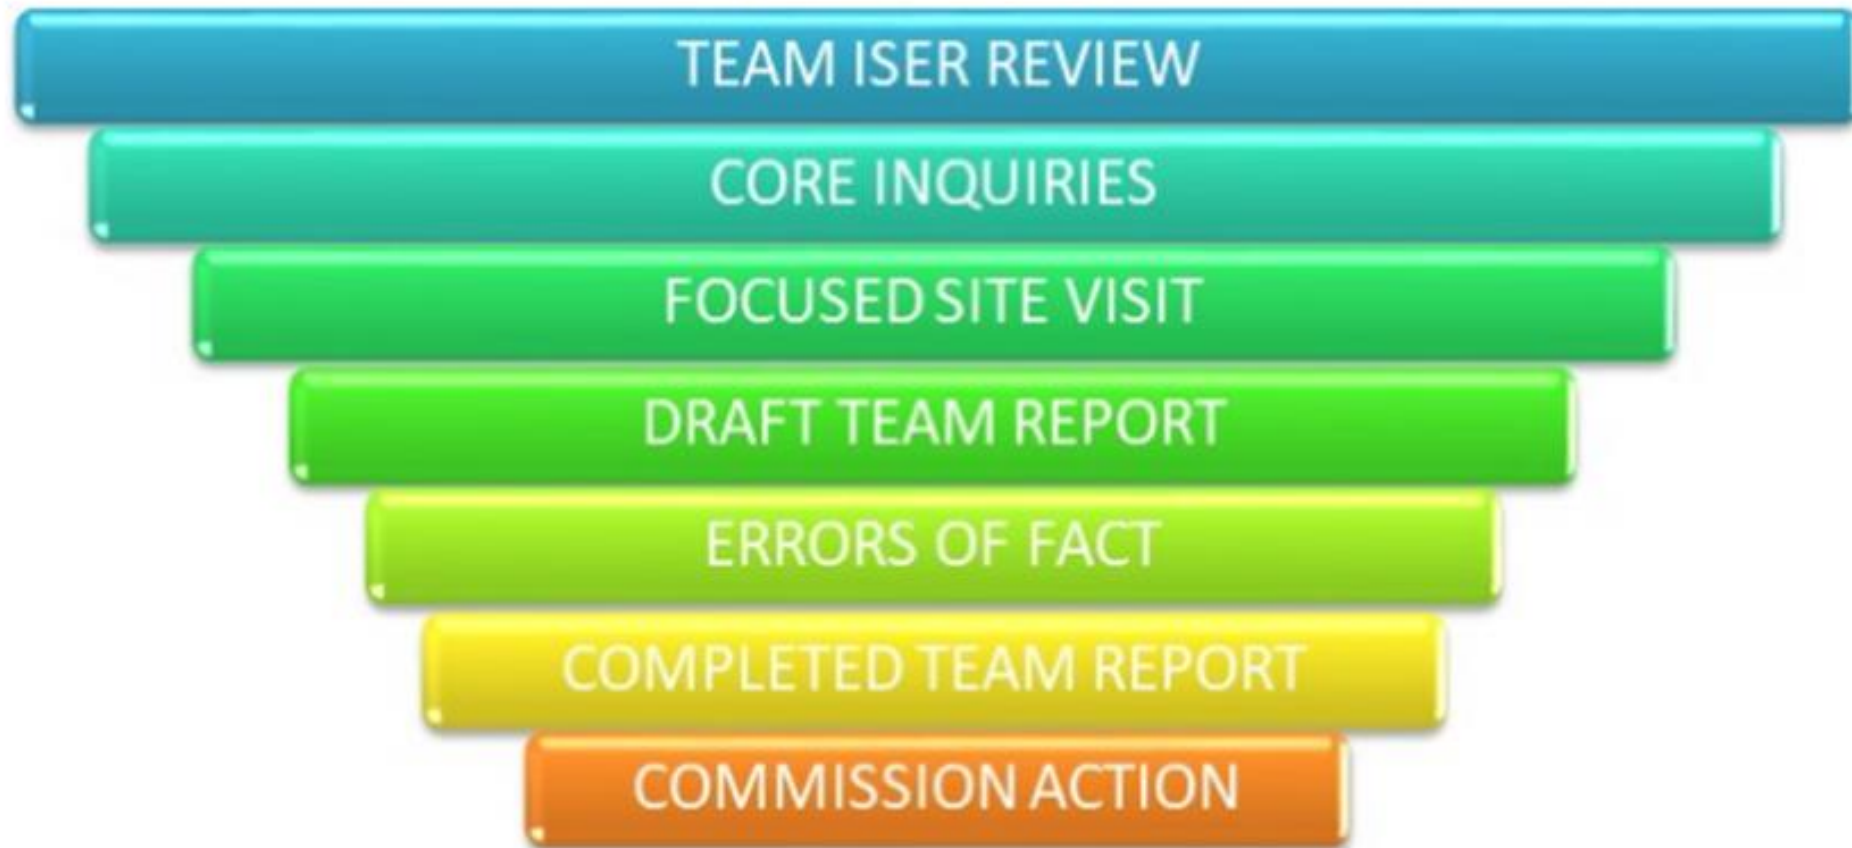 TEAM ISER REVIEW
CORE INQUIRIES
FOCUSED SITE VISIT
DRAFT TEAM REPORT
ERRORS OF FACT
COMPLETED TEAM REPORT
COMMISSION ACTION